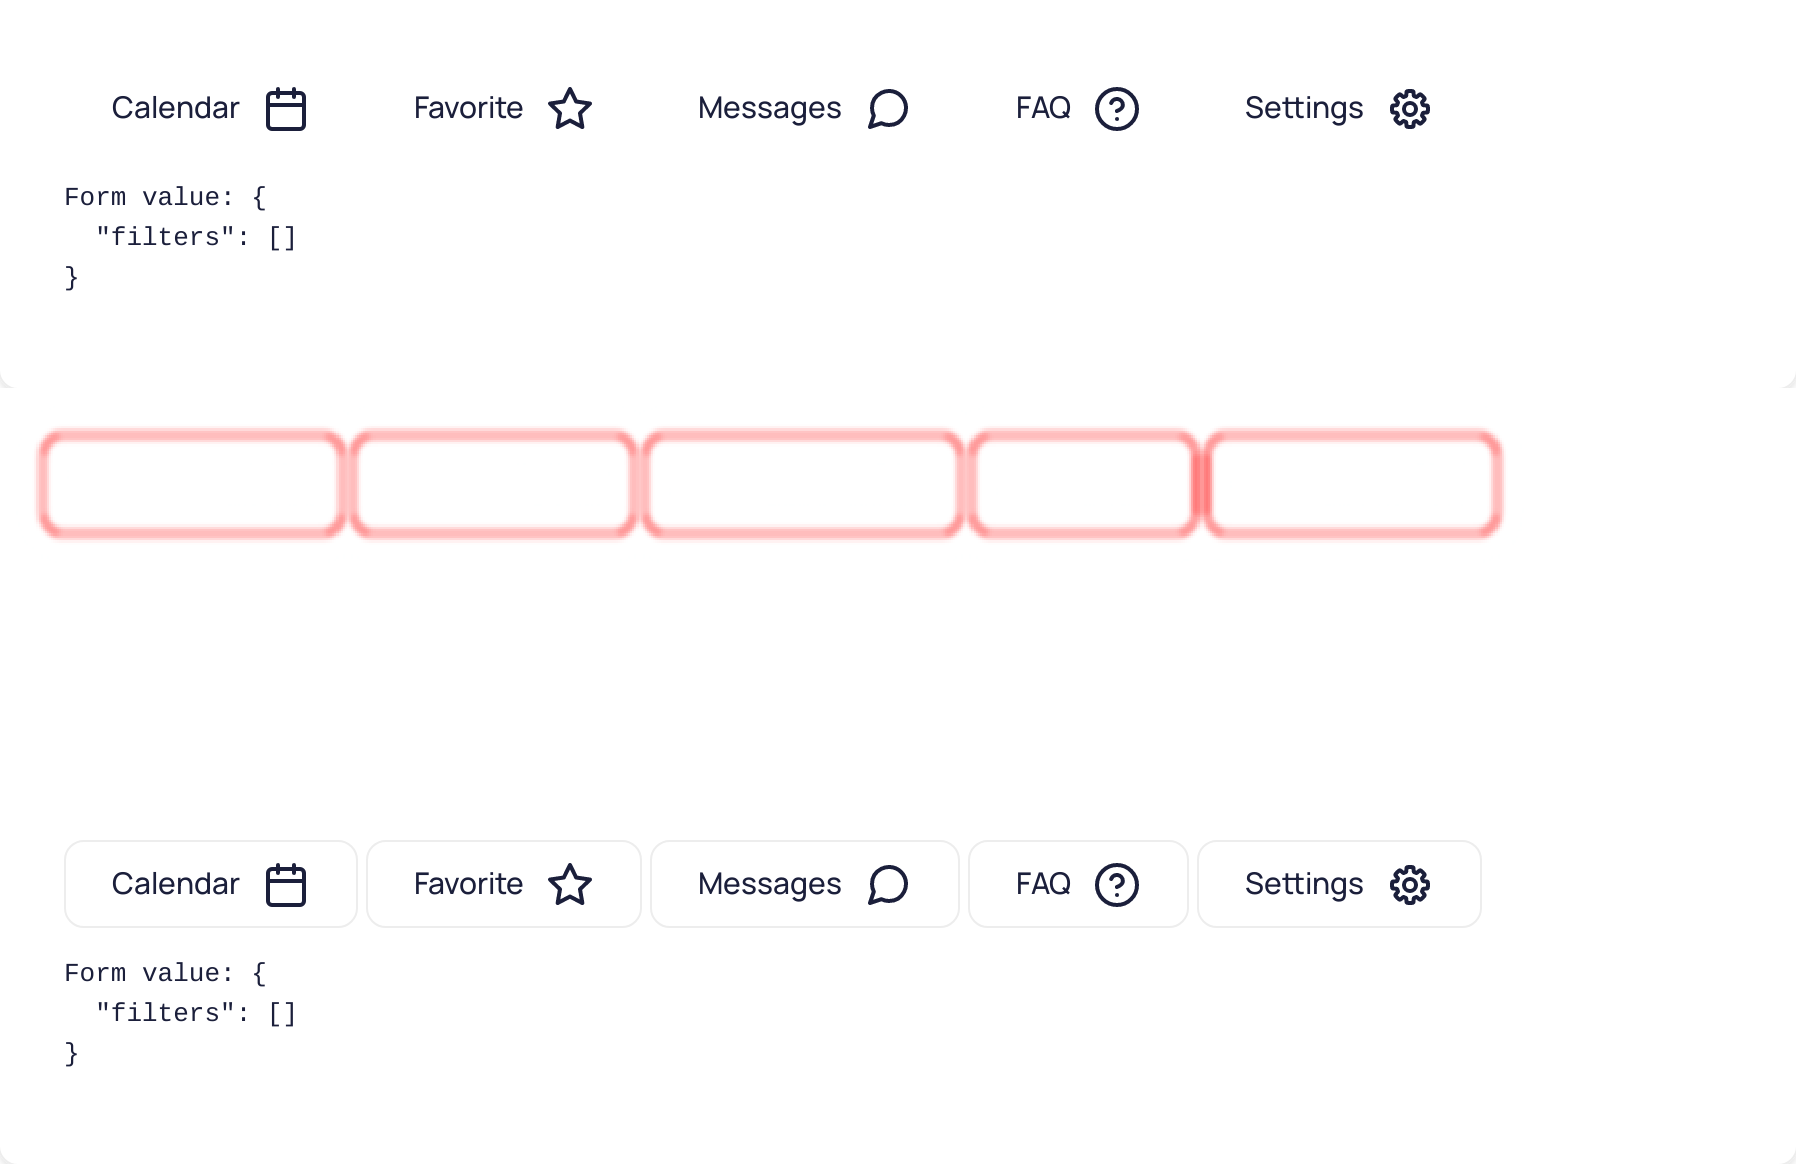 Calendar Favorite Messages FAQ Settings
Form value: {
  "filters": []
}
Calendar Favorite Messages FAQ Settings
Form value: {
  "filters": []
}